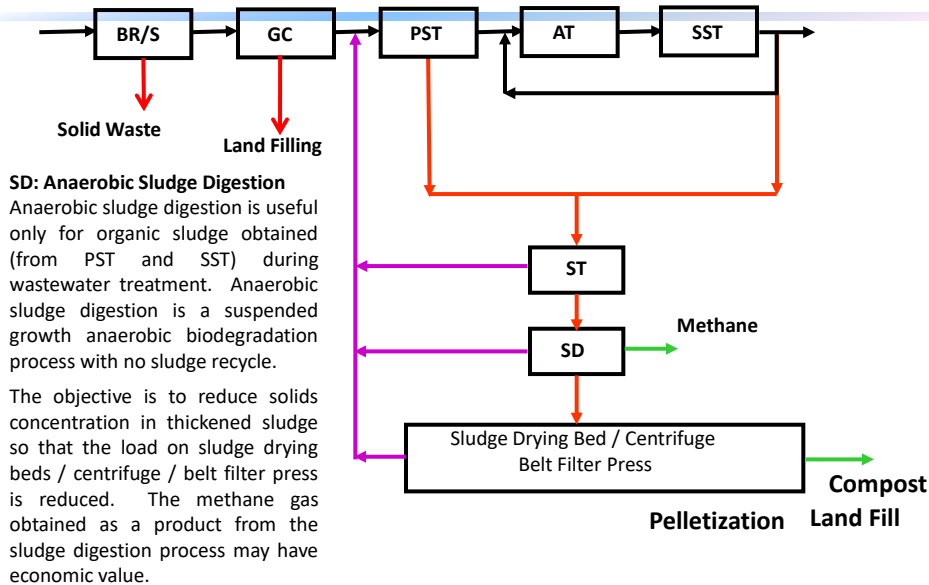 BR/S
GC
PST
AT
SST
Solid Waste
Land Filling
SD: Anaerobic Sludge Digestion
Anaerobic sludge digestion is useful
only for organic sludge obtained
(from PST and SST) during
wastewater treatment. Anaerobic
sludge digestion is a suspended
growth anaerobic biodegradation
process with no sludge recycle.
The objective is to reduce solids
concentration in thickened sludge
so that the load on sludge drying
beds / centrifuge / belt filter press
is reduced. The methane gas
obtained as a product from the
sludge digestion process may have
economic value.
ST
SD
Methane
Sludge Drying Bed / Centrifuge
Belt Filter Press
Compost
Pelletization Land Fill